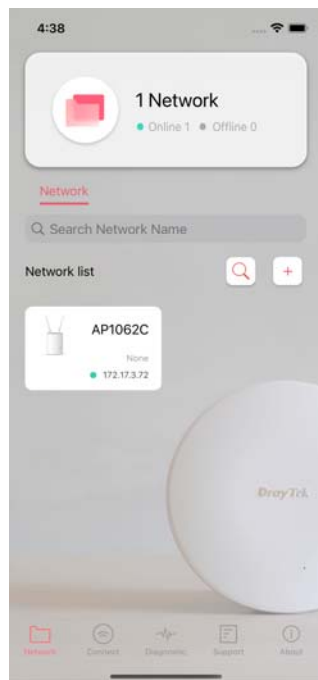 4:38
1 Network
Online 1 Offline 0
Network
Search Network Name
Network list
+
AP1062C
None
172.17.3.72
DrayTek
Network Connect Diagnostic Support About